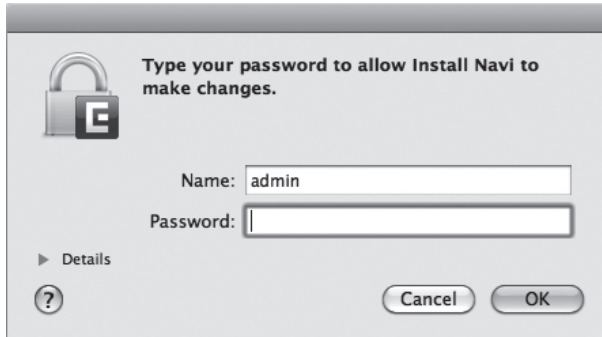 Type your password to allow Install Navi to
make changes.
Name: admin
Password:
Details
?
Cancel OK